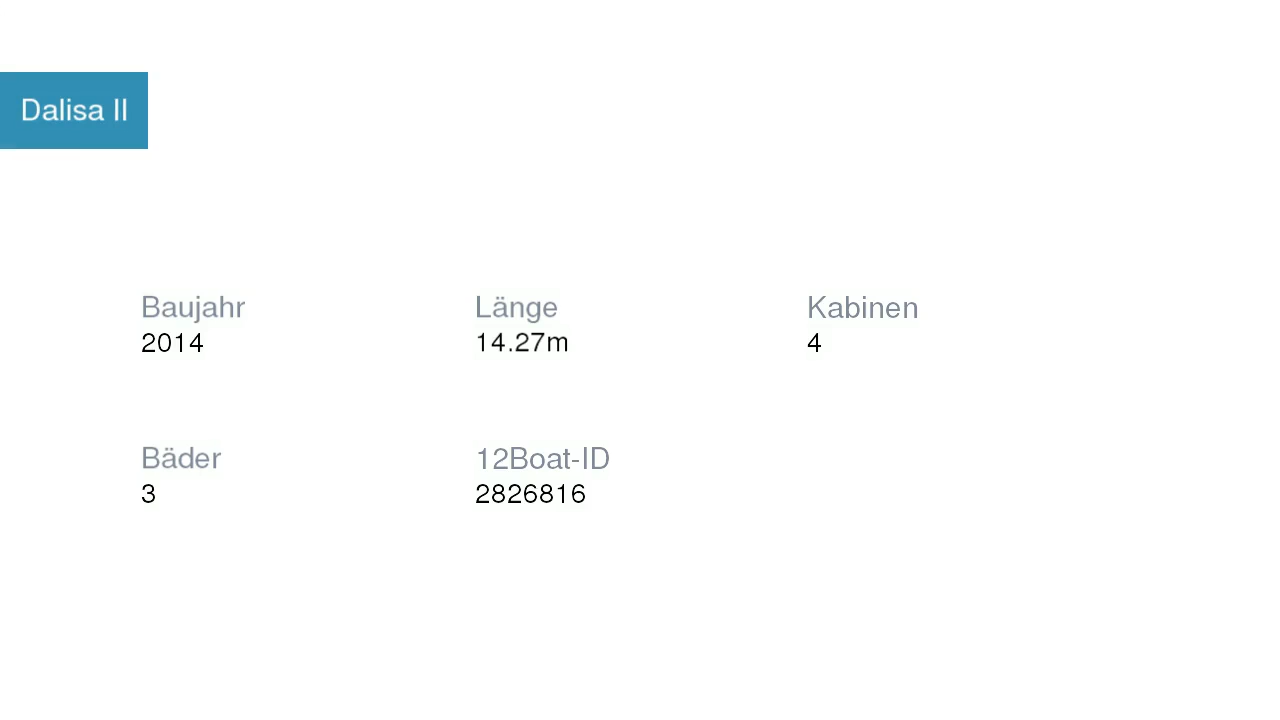 Dalisa II
Baujahr
2014
Länge
14.27m
Kabinen
4
Bäder
3
12Boat-ID
2826816